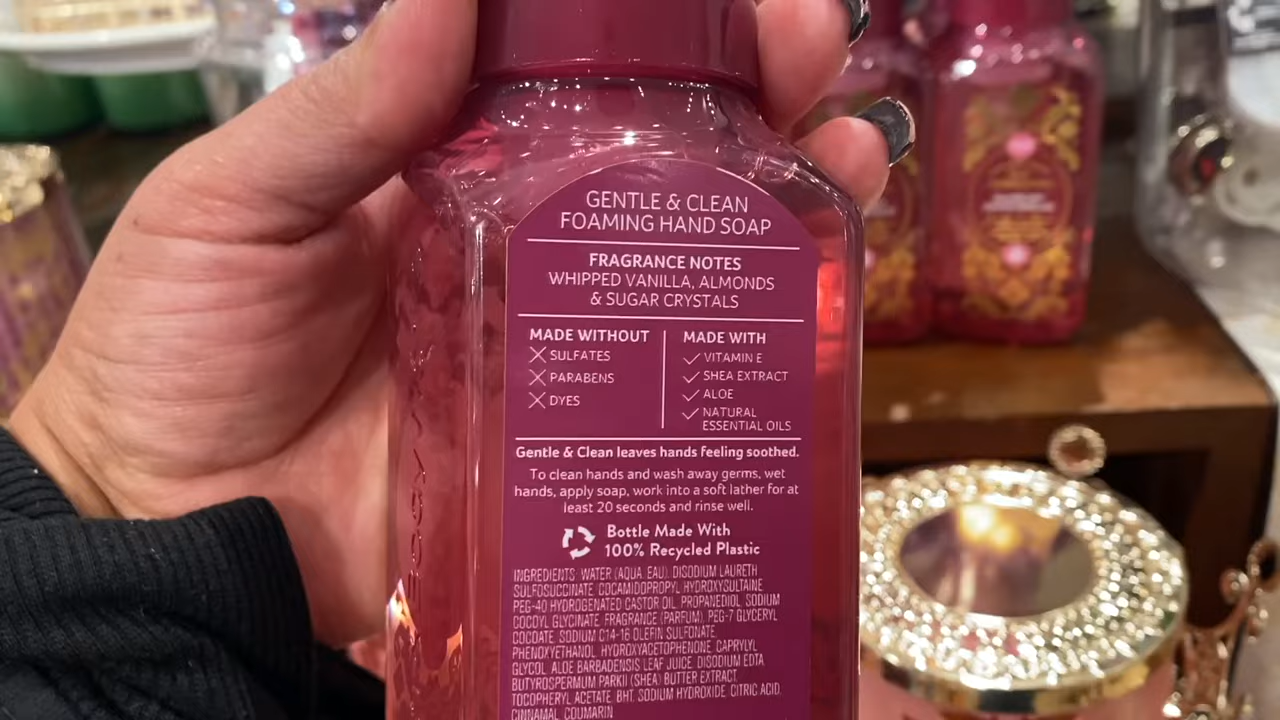 GENTLE & CLEAN
FOAMING HAND SOAP
FRAGRANCE NOTES
WHIPPED VANILLA, ALMONDS
& SUGAR CRYSTALS
MADE WITHOUT
SULFATES
PARABENS
DYES
MADE WITH
VITAMIN E
SHEA EXTRACT
ALOE
NATURAL
ESSENTIAL OILS
Gentle & Clean leaves hands feeling soothed.
To clean hands and wash away germs, wet
hands, apply soap, work into a soft lather for at
least 20 seconds and rinse well.
Bottle Made With
100% Recycled Plastic
INGREDIENTS: WATER (AQUA, EAU), DISODIUM LAURETH
SULFOSUCCINATE, COCAMIDOPROPYL HYDROXYSULTAINE,
PEG-40 HYDROGENATED CASTOR OIL, PROPANEDIOL, SODIUM
COCOYL GLYCINATE, FRAGRANCE (PARFUM), PEG-7 GLYCERYL
COCOATE, SODIUM C14-16 OLEFIN SULFONATE,
PHENOXYETHANOL, HYDROXYACETOPHENONE, CAPRYLYL
GLYCOL, ALOE BARBADENSIS LEAF JUICE, DISODIUM EDTA,
BUTYROSPERMUM PARKII (SHEA) BUTTER EXTRACT,
TOCOPHERYL ACETATE, BHT, SODIUM HYDROXIDE, CITRIC ACID,
CINNAMAL, COUMARIN